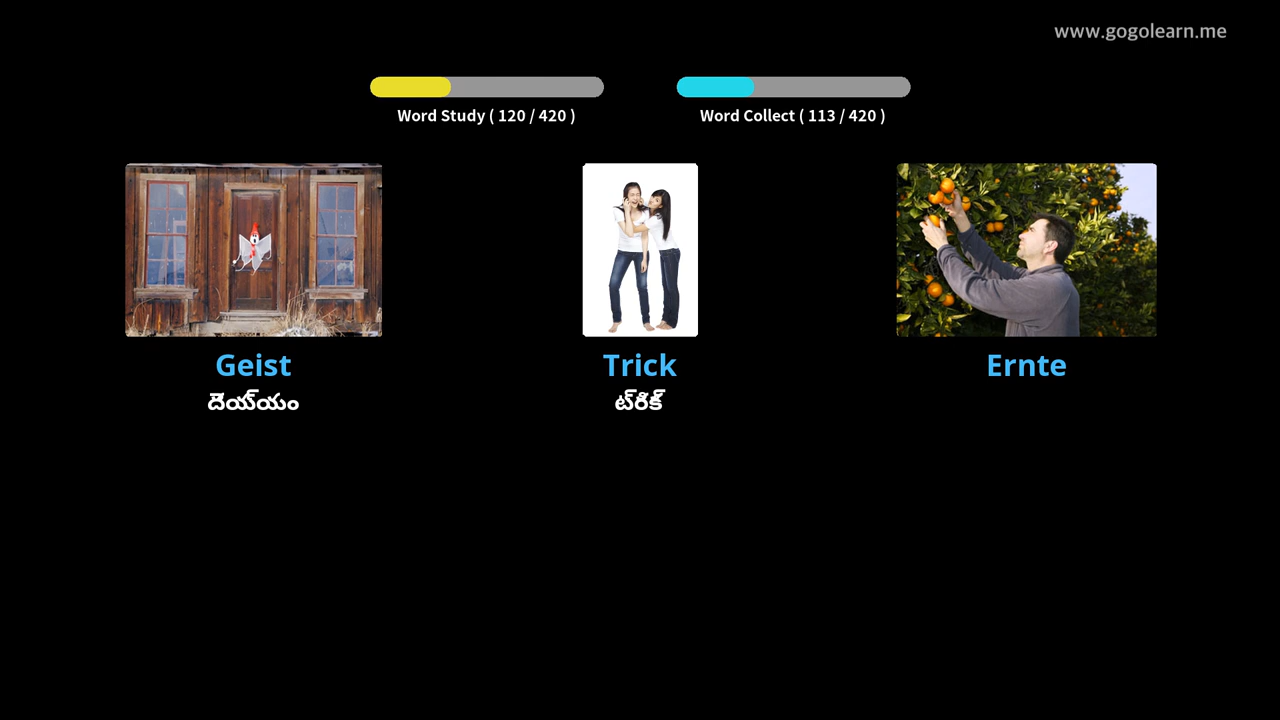 www.gogolearn.me
Word Study ( 120 / 420 )
Word Collect ( 113 / 420 )
Geist
Trick
Ernte
దెయ్యం
ట్రిక్